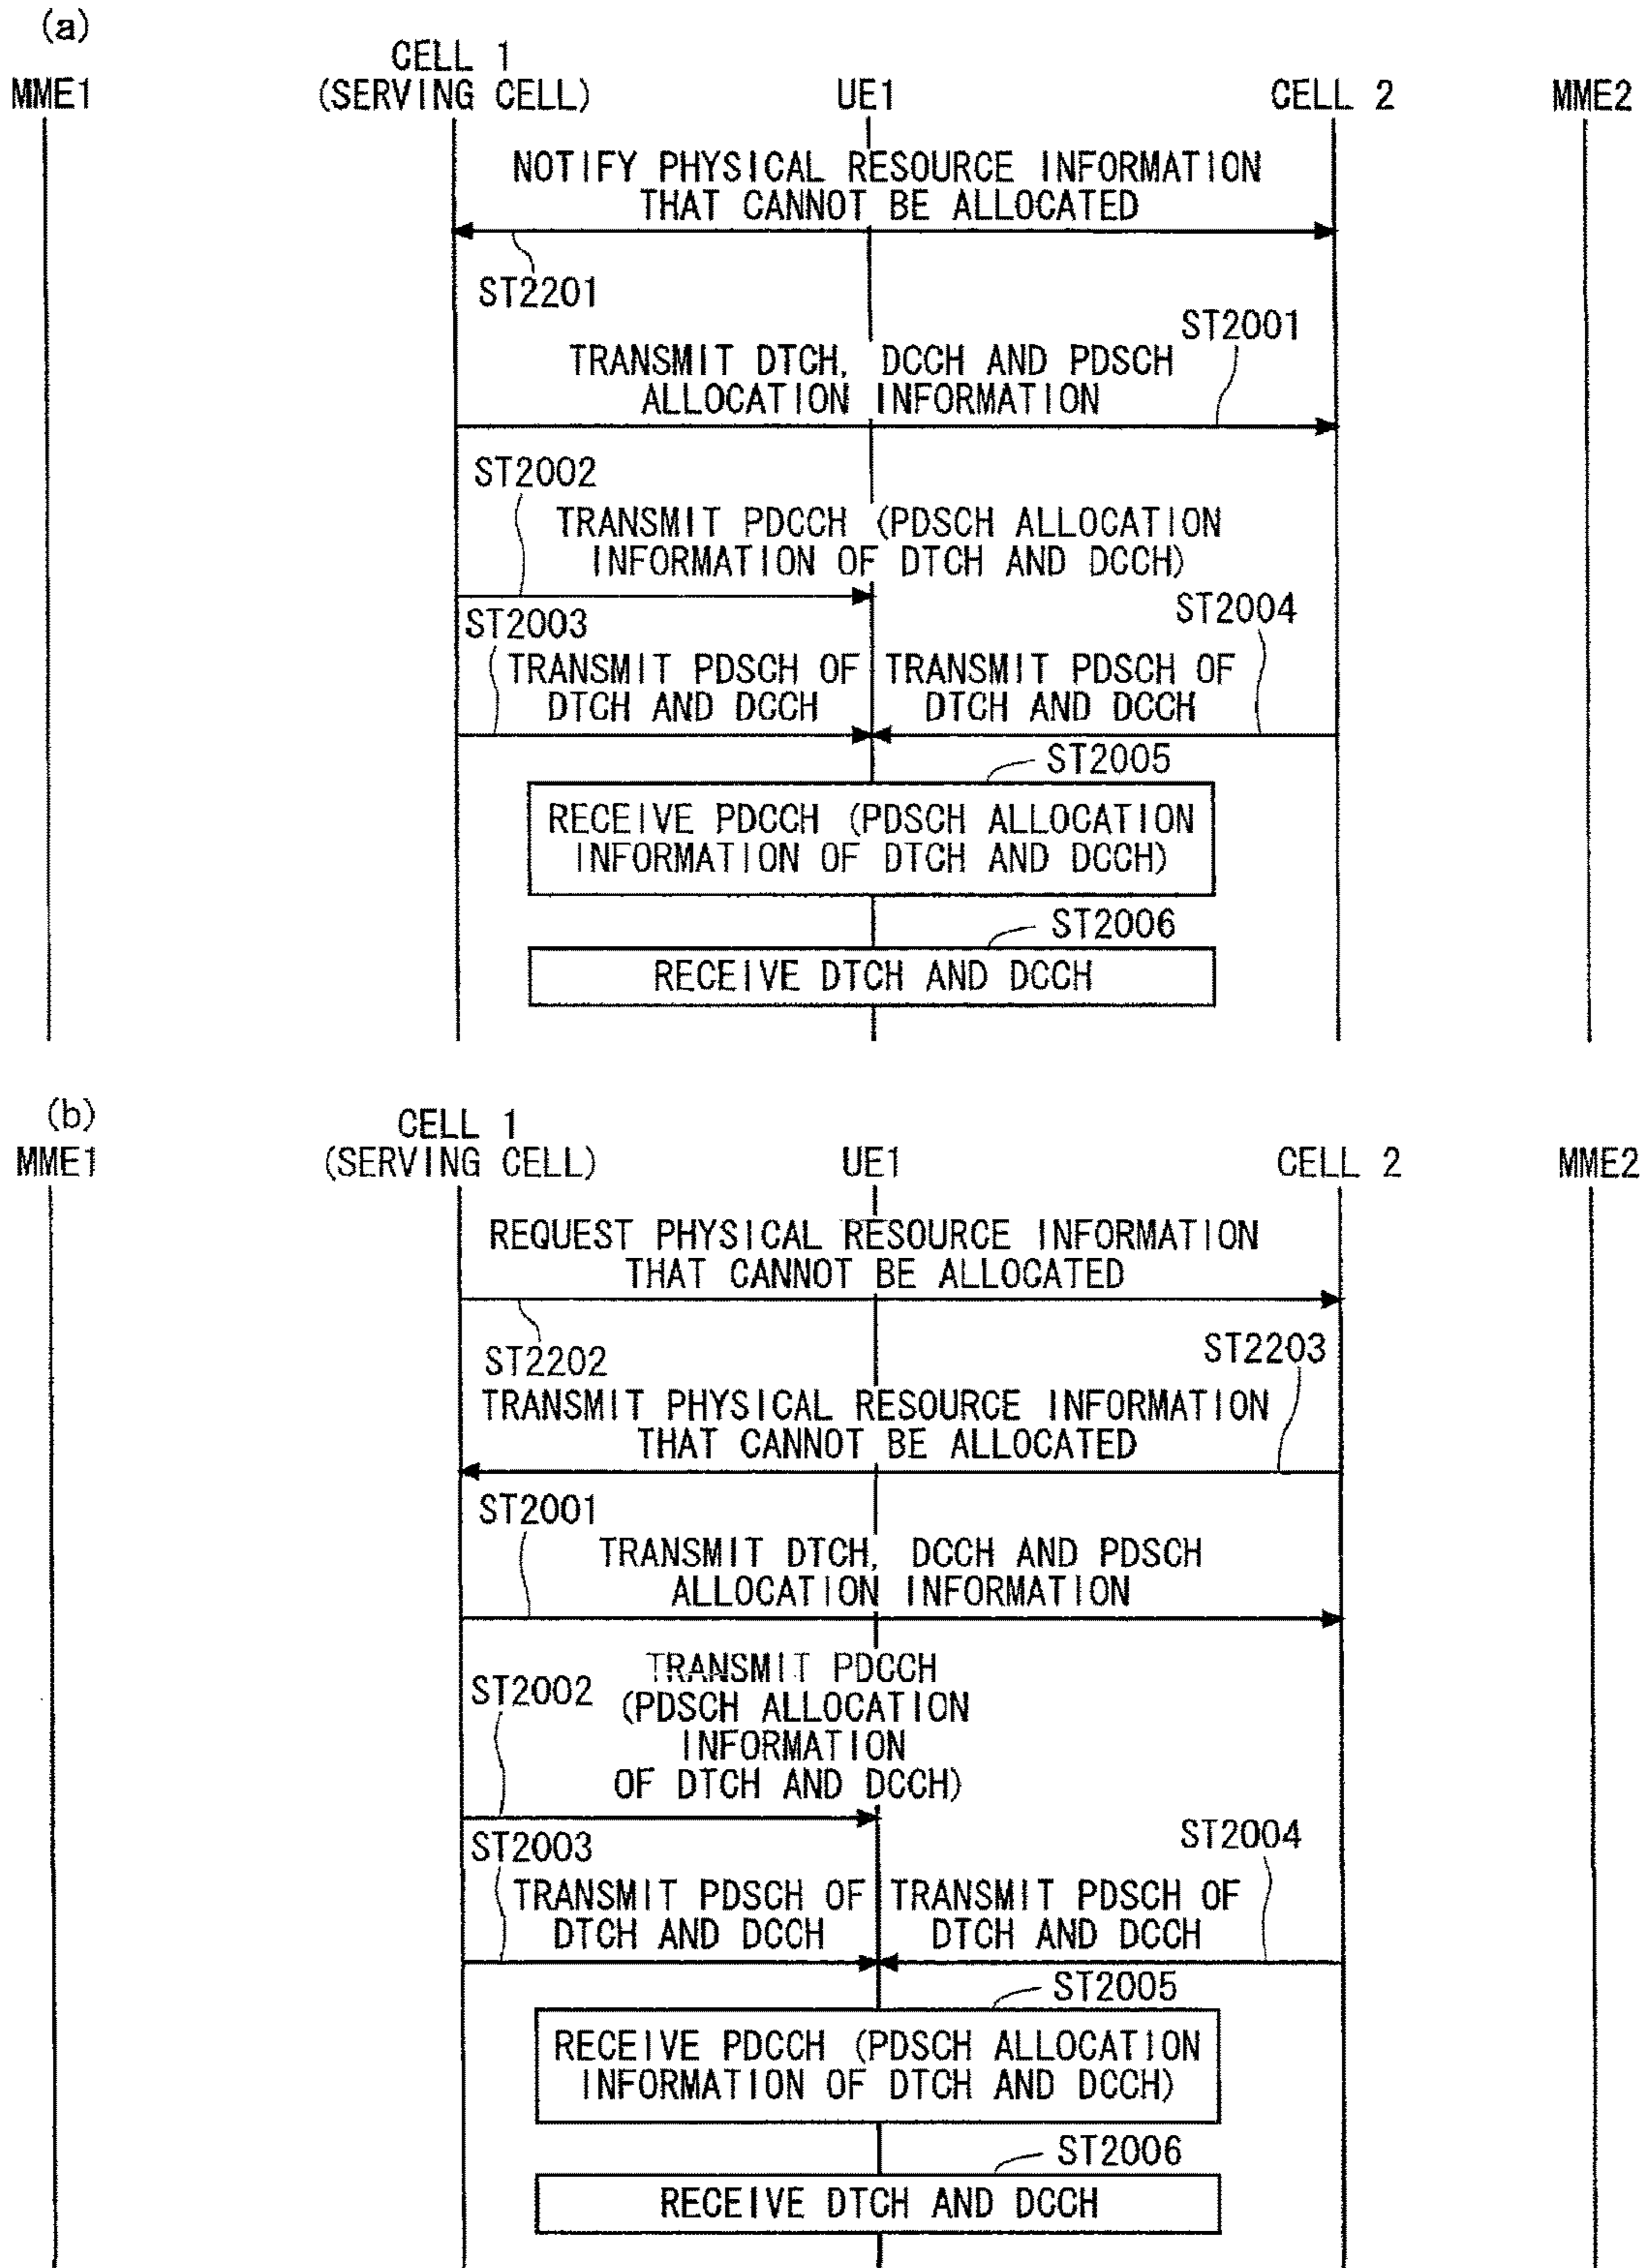 (a)
MME1
CELL 1
(SERVING CELL)
UE1
CELL 2
MME2
NOTIFY PHYSICAL RESOURCE INFORMATION
THAT CANNOT BE ALLOCATED
ST2201
ST2001
TRANSMIT DTCH, DCCH AND PDSCH
ALLOCATION INFORMATION
ST2002
TRANSMIT PDCCH (PDSCH ALLOCATION
INFORMATION OF DTCH AND DCCH)
ST2003
ST2004
TRANSMIT PDSCH OF
DTCH AND DCCH
TRANSMIT PDSCH OF
DTCH AND DCCH
ST2005
RECEIVE PDCCH (PDSCH ALLOCATION
INFORMATION OF DTCH AND DCCH)
ST2006
RECEIVE DTCH AND DCCH
(b)
MME1
CELL 1
(SERVING CELL)
UE1
CELL 2
MME2
REQUEST PHYSICAL RESOURCE INFORMATION
THAT CANNOT BE ALLOCATED
ST2202
ST2203
TRANSMIT PHYSICAL RESOURCE INFORMATION
THAT CANNOT BE ALLOCATED
ST2001
TRANSMIT DTCH, DCCH AND PDSCH
ALLOCATION INFORMATION
ST2002
TRANSMIT PDCCH
(PDSCH ALLOCATION
INFORMATION
OF DTCH AND DCCH)
ST2003
ST2004
TRANSMIT PDSCH OF
DTCH AND DCCH
TRANSMIT PDSCH OF
DTCH AND DCCH
ST2005
RECEIVE PDCCH (PDSCH ALLOCATION
INFORMATION OF DTCH AND DCCH)
ST2006
RECEIVE DTCH AND DCCH